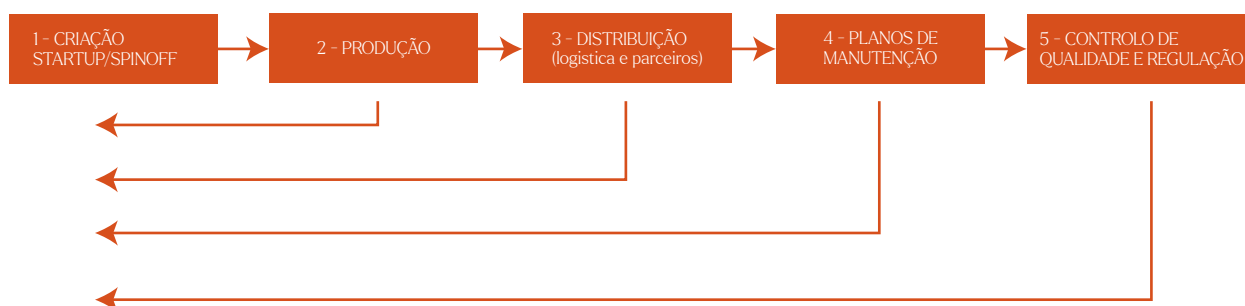 1 - CRIAÇÃO
STARTUP/SPINOFF
2 - PRODUÇÃO
3 - DISTRIBUIÇÃO
(logistica e parceiros)
4 - PLANOS DE
MANUTENÇÃO
5 - CONTROLO DE
QUALIDADE E REGULAÇÃO